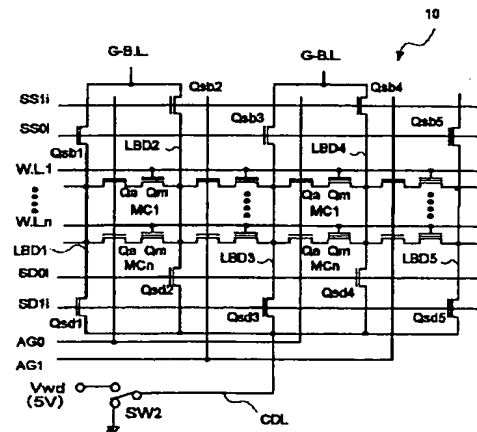 10
G-B.L. G-B.L.
Qsb2 Qsb4
SS1i
Qsb3 Qsb5
SS0i
Qsb1 LBD2 LBD4
W.L.1
Qa Qm Qa Qm
MC1 MC1
W.L.n
Qa Qm LBD3 Qa Qm
LBD1 MCn MCn LBD5
SD0i
Qsd2 Qsd4
SD1i
Qsd1 Qsd3 Qsd5
AG0
AG1
Vwd
(5V)
SW2 CDL